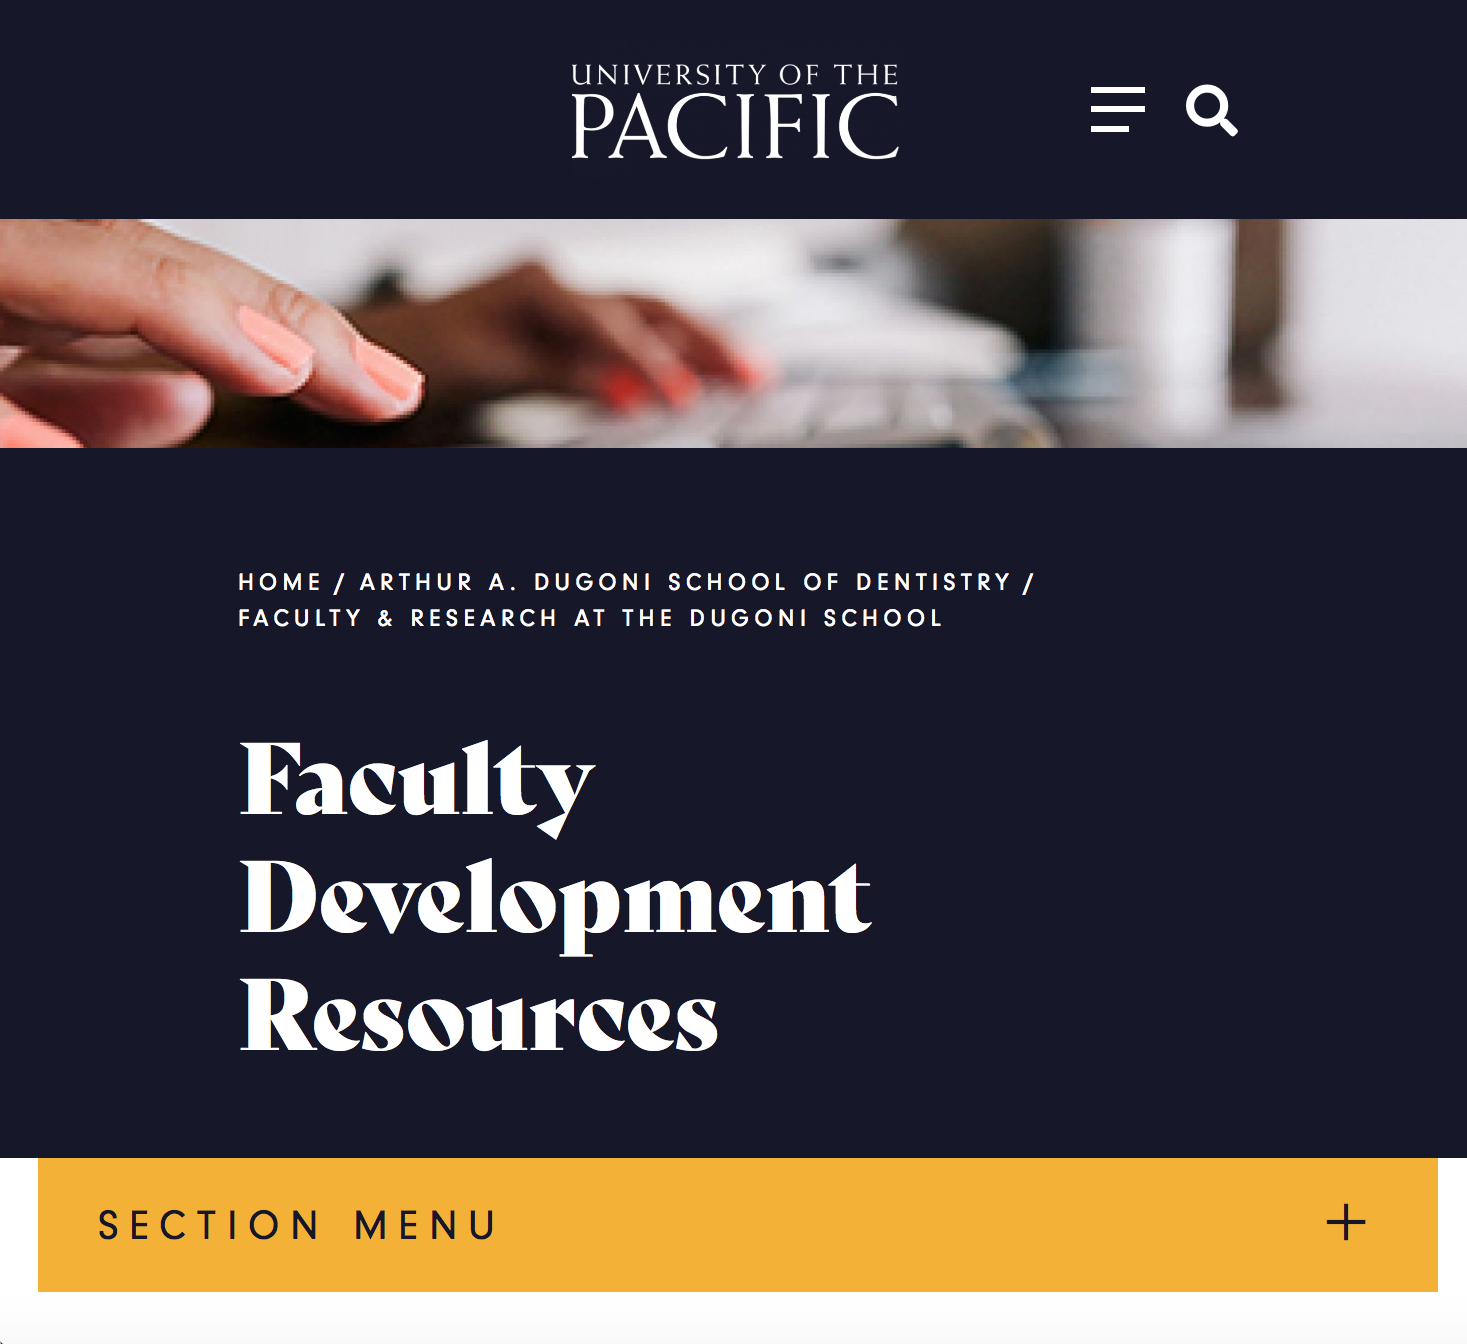 UNIVERSITY OF THE
PACIFIC
HOME / ARTHUR A. DUGONI SCHOOL OF DENTISTRY /
FACULTY & RESEARCH AT THE DUGONI SCHOOL
Faculty
Development
Resources
SECTION MENU